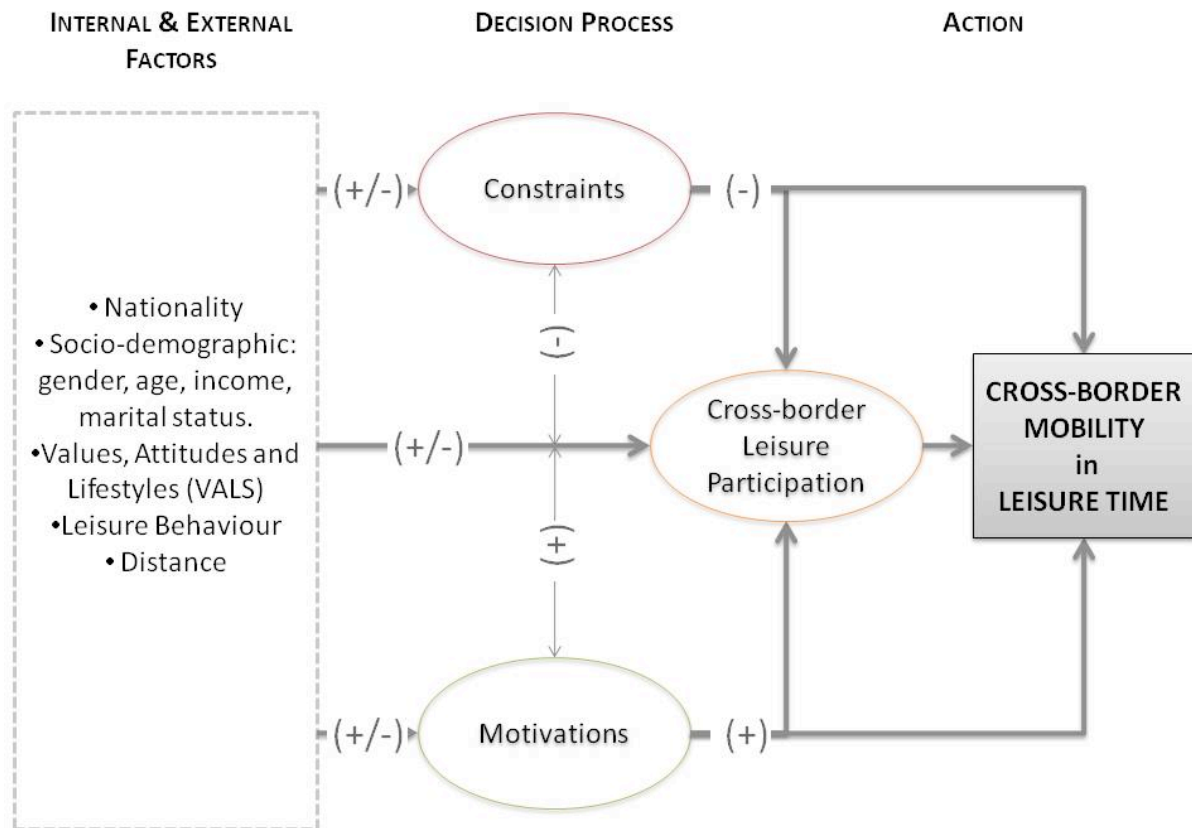 INTERNAL & EXTERNAL
FACTORS
DECISION PROCESS
ACTION
• Nationality
• Socio-demographic:
gender, age, income,
marital status.
•Values, Attitudes and
Lifestyles (VALS)
•Leisure Behaviour
• Distance
(+/-)
Constraints
(-)
(-)
(+/-)
Cross-border
Leisure
Participation
CROSS-BORDER
MOBILITY
in
LEISURE TIME
(+)
(+/-)
Motivations
(+)